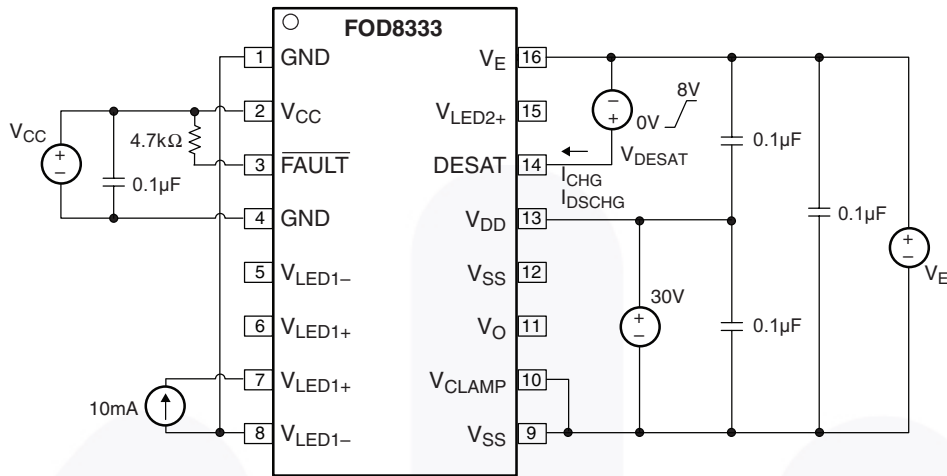 FOD8333
1 GND
2 VCC
3 FAULT
4 GND
5 VLED1–
6 VLED1+
7 VLED1+
8 VLED1–
VE 16
VLED2+ 15
DESAT 14
VDD 13
VSS 12
VO 11
VCLAMP 10
VSS 9
VCC
+
–
0.1µF
4.7kΩ
10mA
–
+
8V
0V
VDESAT
ICHG
IDSCHG
30V
+
–
0.1µF
0.1µF
0.1µF
+
–
VE